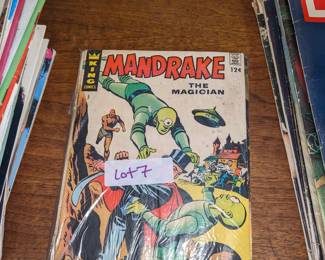 MANDRAKE
KING
COMICS
12¢
THE MAGICIAN
Lot 7